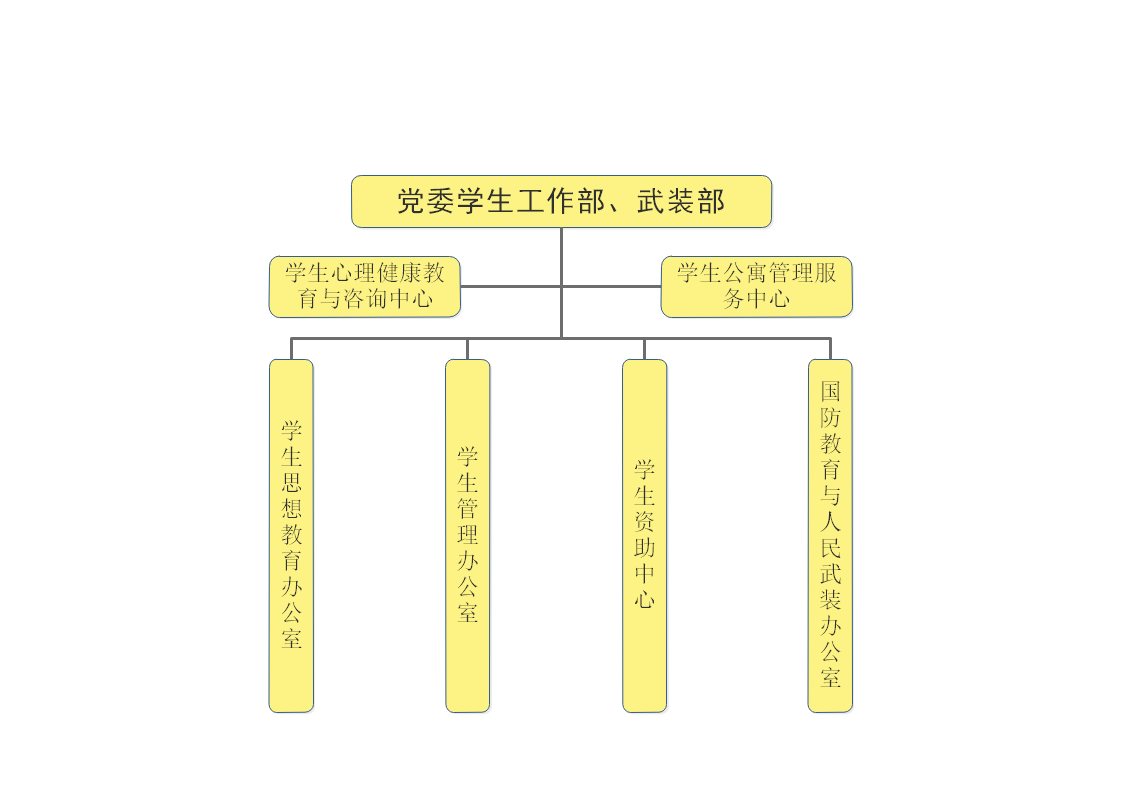 党委学生工作部、武装部
学生心理健康教
育与咨询中心
学生公寓管理服
务中心
学生思想教育办公室
学生管理办公室
学生资助中心
国防教育与人民武装办公室